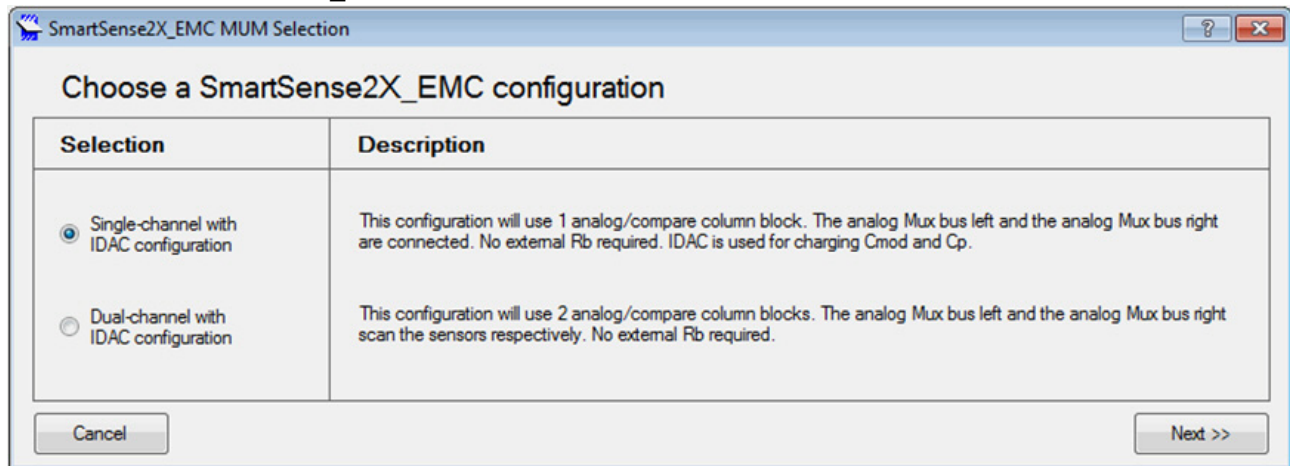 SmartSense2X_EMC MUM Selection
Choose a SmartSense2X_EMC configuration
Selection
Description
Single-channel with
IDAC configuration
This configuration will use 1 analog/compare column block. The analog Mux bus left and the analog Mux bus right
are connected. No external Rb required. IDAC is used for charging Cmod and Cp.
Dual-channel with
IDAC configuration
This configuration will use 2 analog/compare column blocks. The analog Mux bus left and the analog Mux bus right
scan the sensors respectively. No external Rb required.
Cancel
Next >>